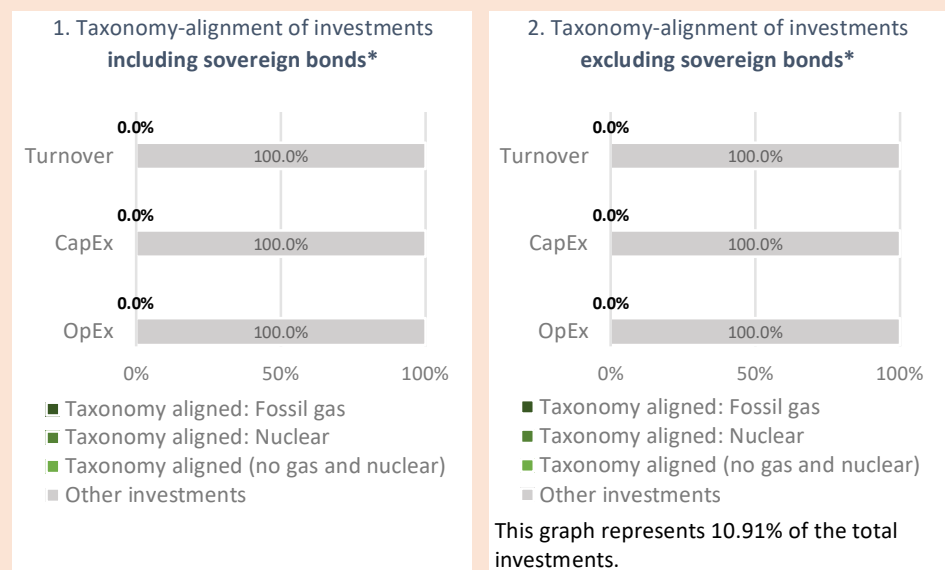 1. Taxonomy-alignment of investments
including sovereign bonds*
0.0%
Turnover
100.0%
0.0%
CapEx
100.0%
0.0%
OpEx
100.0%
0%
50%
100%
Taxonomy aligned: Fossil gas
Taxonomy aligned: Nuclear
Taxonomy aligned (no gas and nuclear)
Other investments
2. Taxonomy-alignment of investments
excluding sovereign bonds*
0.0%
Turnover
100.0%
0.0%
CapEx
100.0%
0.0%
OpEx
100.0%
0%
50%
100%
Taxonomy aligned: Fossil gas
Taxonomy aligned: Nuclear
Taxonomy aligned (no gas and nuclear)
Other investments
This graph represents 10.91% of the total
investments.